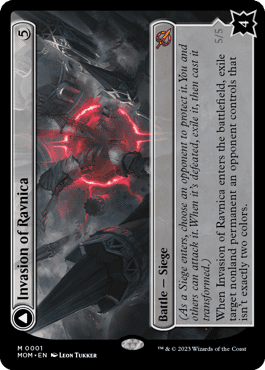 Invasion of Ravnica
5
Battle — Siege
(As a Siege enters, choose an opponent to protect it. You and
others can attack it. When it's defeated, exile it, then cast it
transformed.)
When Invasion of Ravnica enters the battlefield, exile
target nonland permanent an opponent controls that
isn't exactly two colors.
5/5
4
M 0001
MOM • EN LEON TUKKER
™ & © 2023 Wizards of the Coast